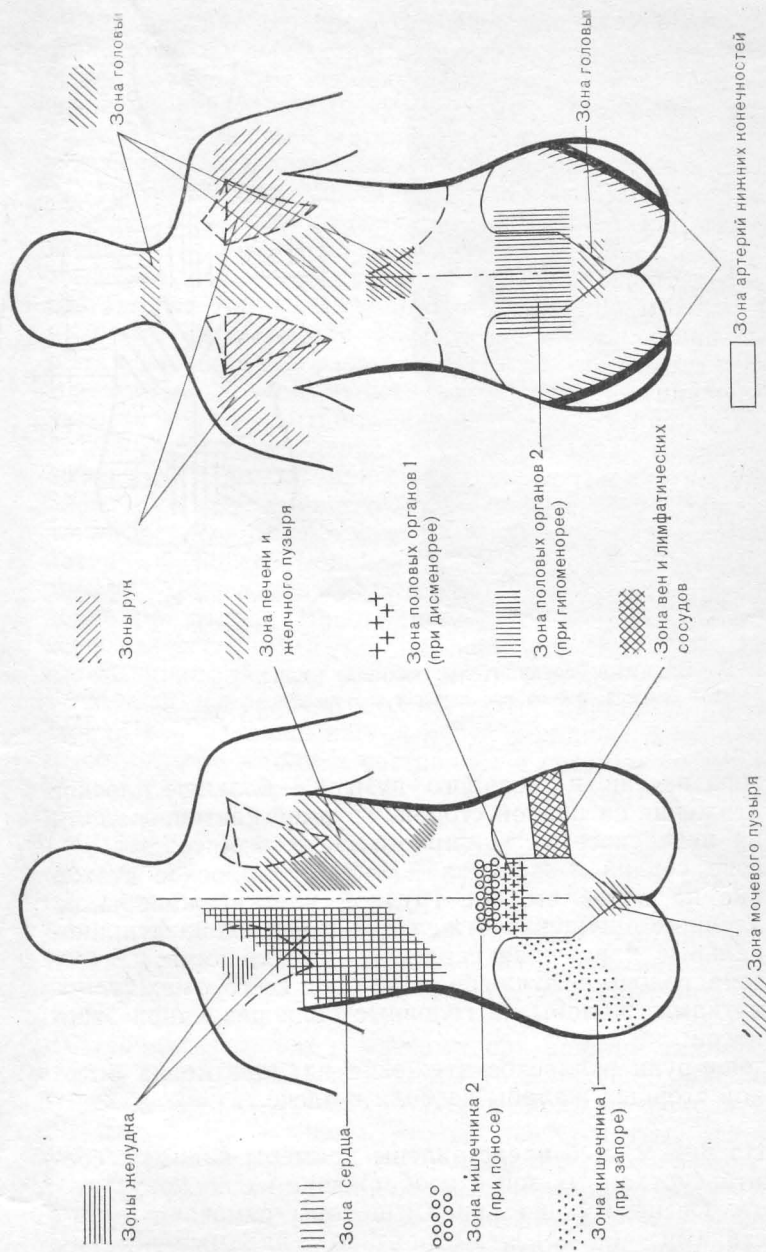 Зоны желудка
Зона сердца
Зона кишечника 2
(при поносе)
Зона кишечника 1
(при запоре)
Зона мочевого пузыря
Зоны рук
Зона печени и
желчного пузыря
Зона половых органов 1
(при дисменорее)
Зона половых органов 2
(при гипоменорее)
Зона вен и лимфатических
сосудов
Зона головы
Зона головы
Зона артерий нижних конечностей